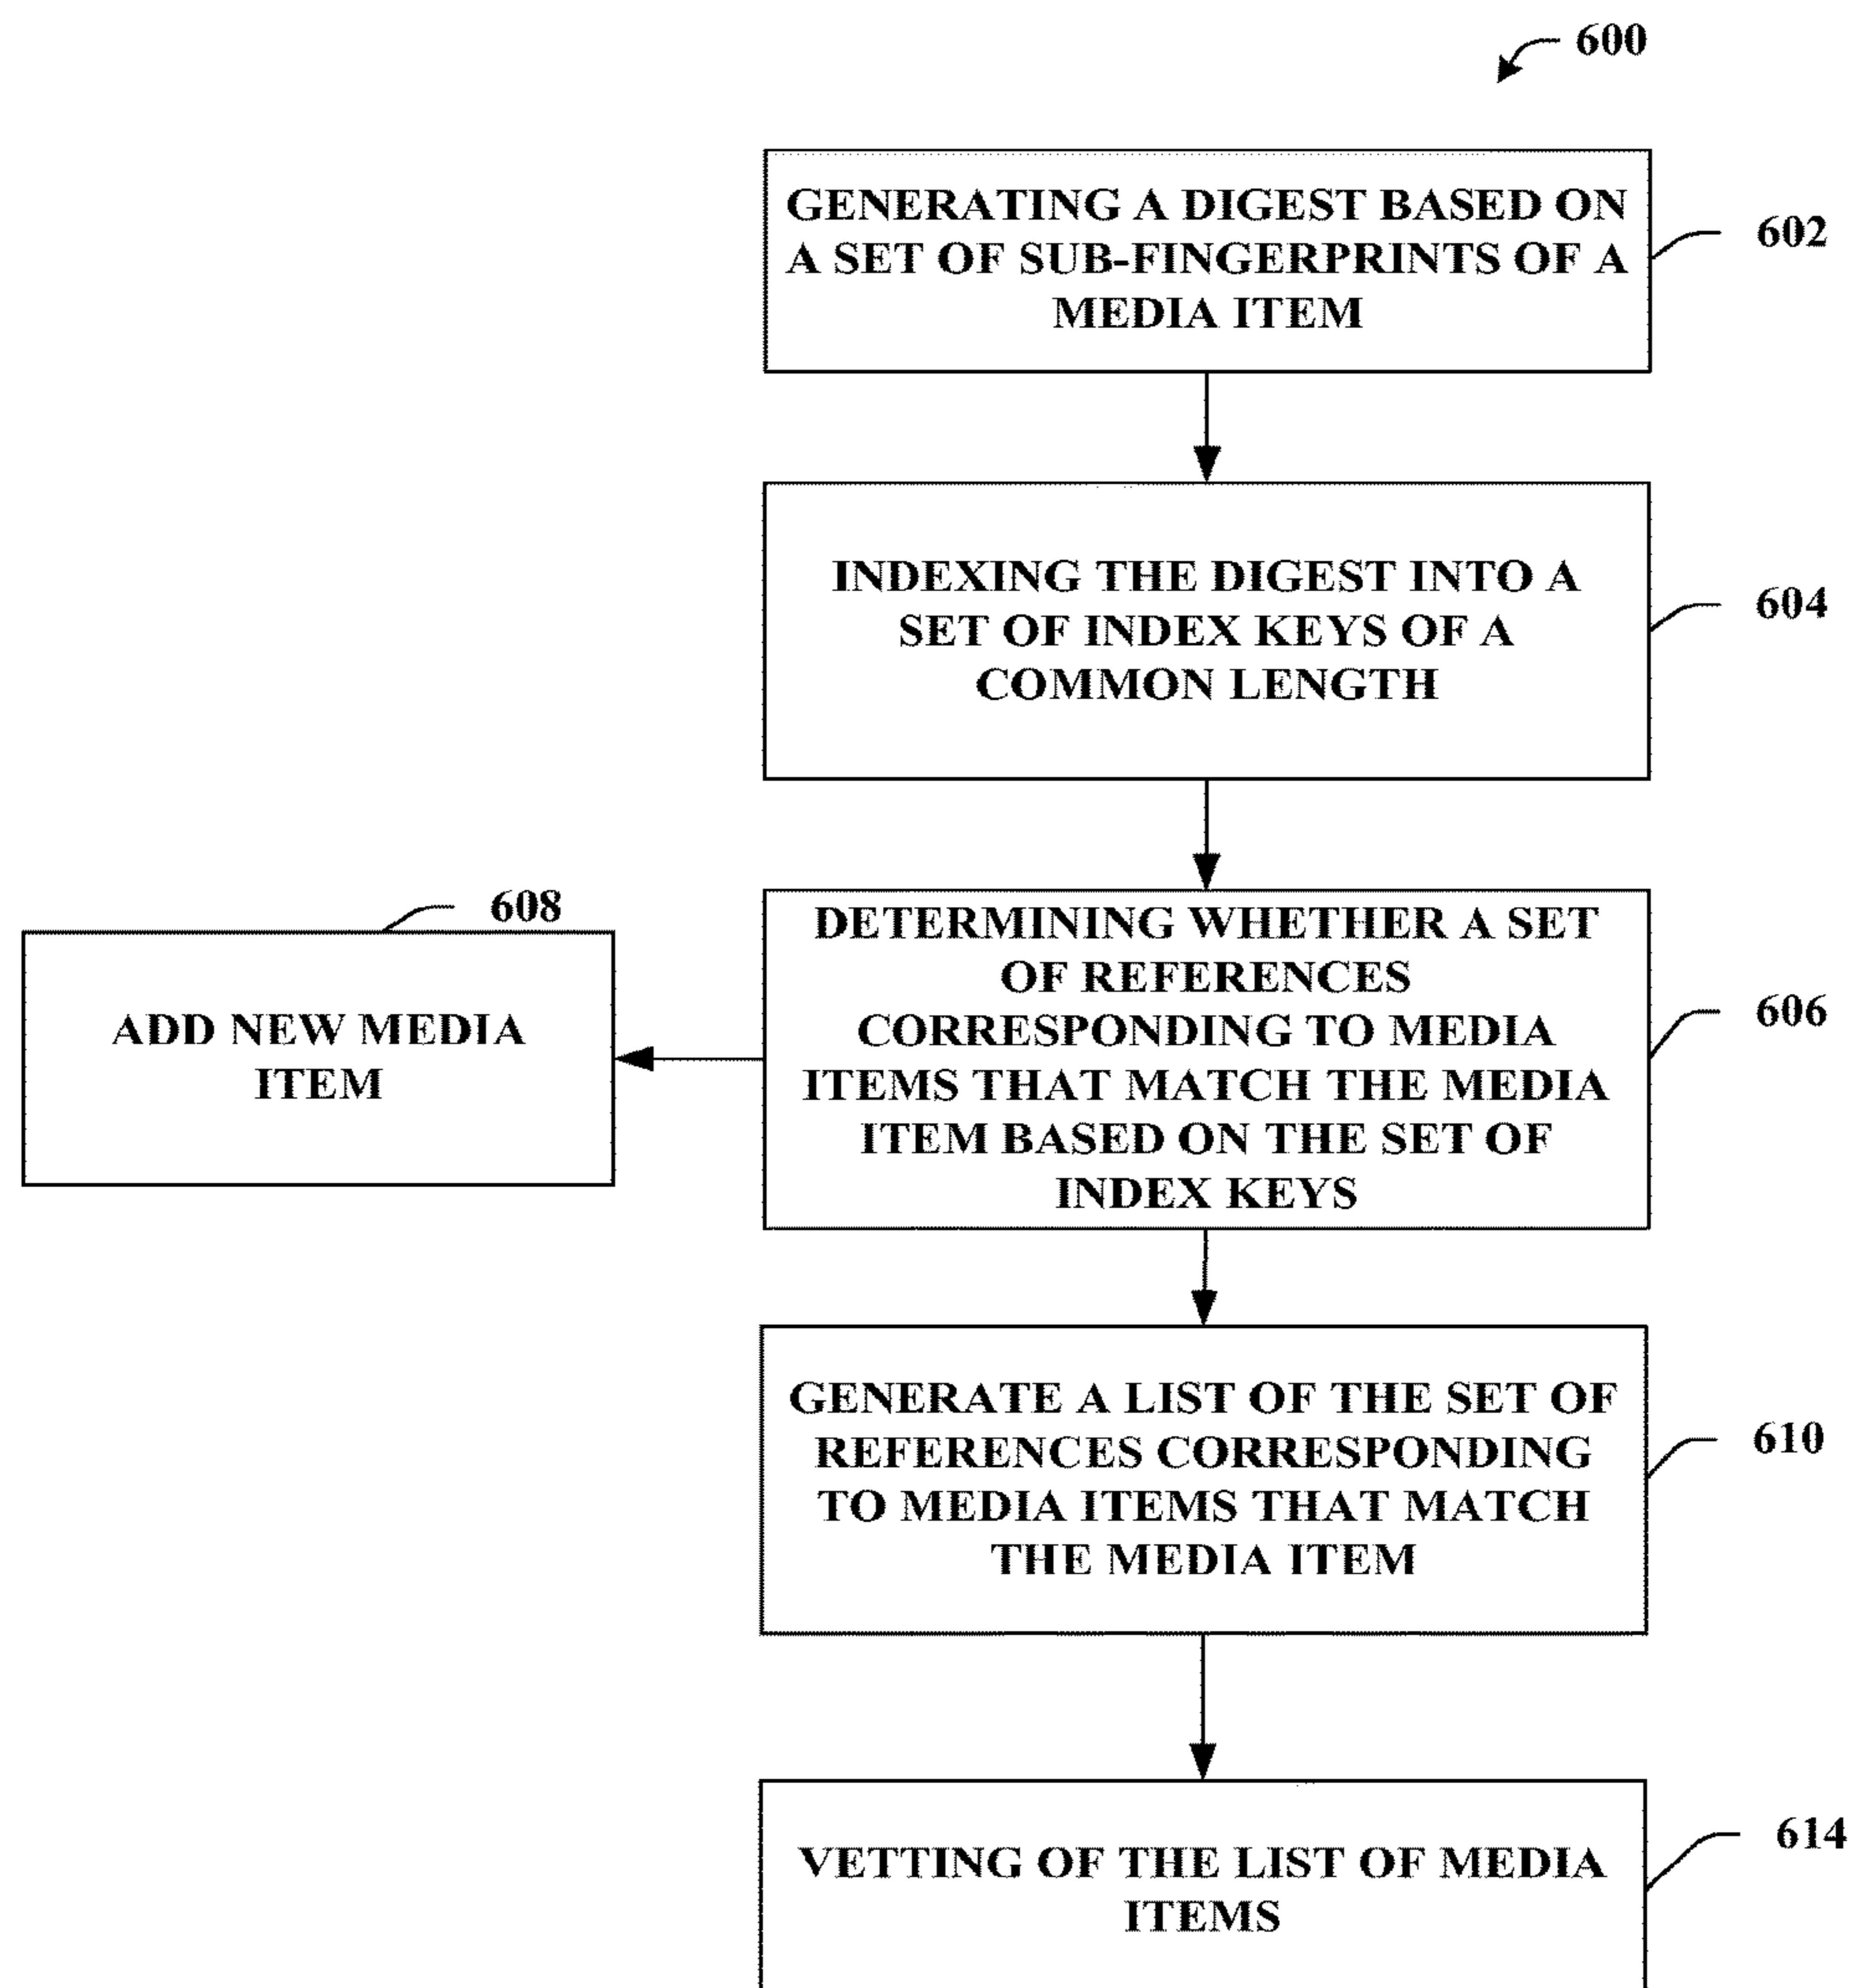 600
GENERATING A DIGEST BASED ON
A SET OF SUB-FINGERPRINTS OF A
MEDIA ITEM
602
INDEXING THE DIGEST INTO A
SET OF INDEX KEYS OF A
COMMON LENGTH
604
608
ADD NEW MEDIA
ITEM
DETERMINING WHETHER A SET
OF REFERENCES
CORRESPONDING TO MEDIA
ITEMS THAT MATCH THE MEDIA
ITEM BASED ON THE SET OF
INDEX KEYS
606
GENERATE A LIST OF THE SET OF
REFERENCES CORRESPONDING
TO MEDIA ITEMS THAT MATCH
THE MEDIA ITEM
610
VETTING OF THE LIST OF MEDIA
ITEMS
614